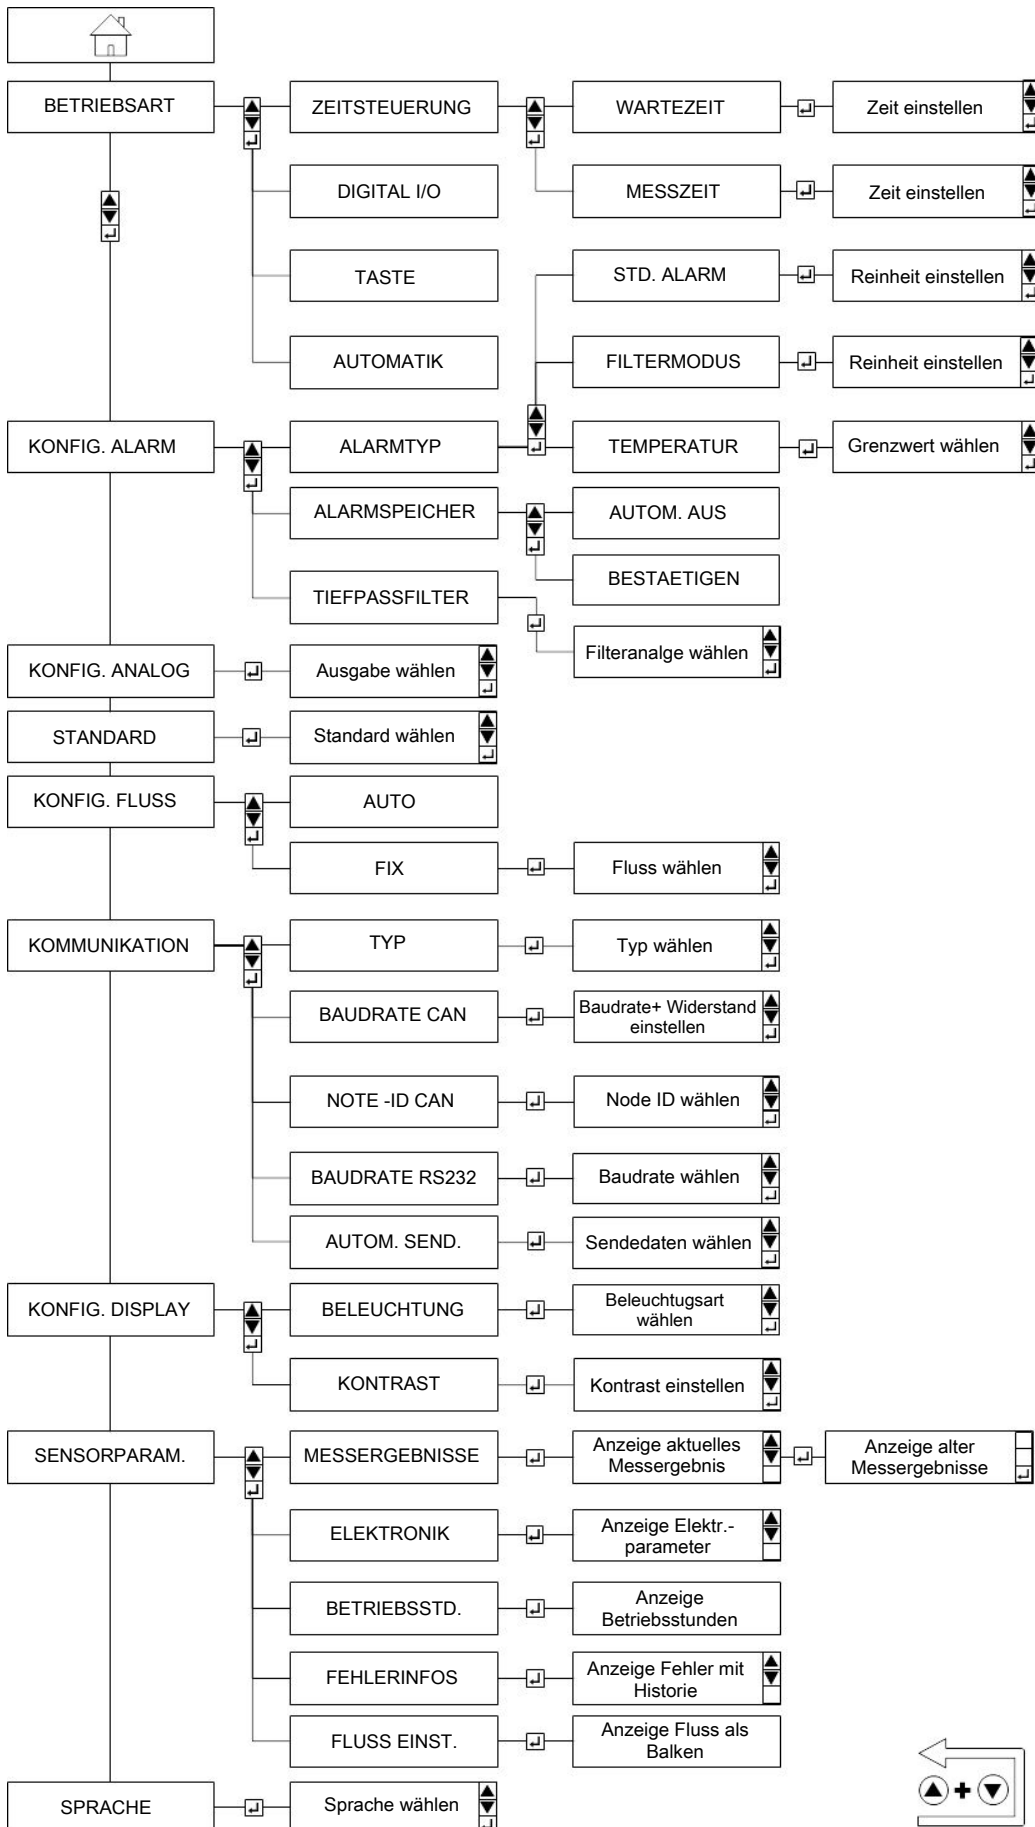 BETRIEBSART
ZEITSTEUERUNG
WARTEZEIT
Zeit einstellen
DIGITAL I/O
MESSZEIT
Zeit einstellen
TASTE
STD. ALARM
Reinheit einstellen
AUTOMATIK
FILTERMODUS
Reinheit einstellen
KONFIG. ALARM
ALARMTYP
TEMPERATUR
Grenzwert wählen
ALARMSPEICHER
AUTOM. AUS
BESTAETIGEN
TIEFPASSFILTER
Filteranalge wählen
KONFIG. ANALOG
Ausgabe wählen
STANDARD
Standard wählen
KONFIG. FLUSS
AUTO
FIX
Fluss wählen
KOMMUNIKATION
TYP
Typ wählen
BAUDRATE CAN
Baudrate+ Widerstand
einstellen
NOTE -ID CAN
Node ID wählen
BAUDRATE RS232
Baudrate wählen
AUTOM. SEND.
Sendedaten wählen
KONFIG. DISPLAY
BELEUCHTUNG
Beleuchtugsart
wählen
KONTRAST
Kontrast einstellen
SENSORPARAM.
MESSERGEBNISSE
Anzeige aktuelles
Messergebnis
Anzeige alter
Messergebnisse
ELEKTRONIK
Anzeige Elektr.-
parameter
BETRIEBSSTD.
Anzeige
Betriebsstunden
FEHLERINFOS
Anzeige Fehler mit
Historie
FLUSS EINST.
Anzeige Fluss als
Balken
SPRACHE
Sprache wählen